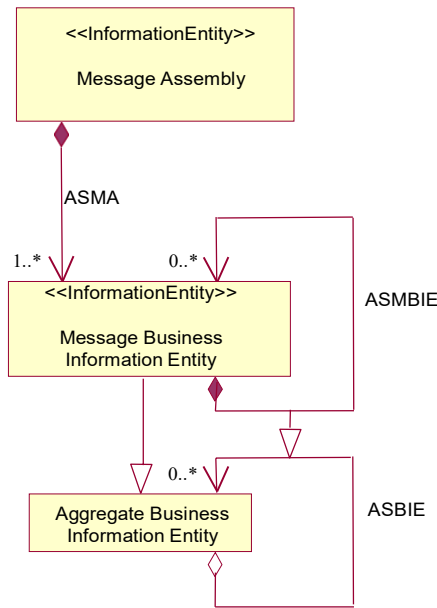 <<InformationEntity>>
Message Assembly
ASMA
1..*
0..*
<<InformationEntity>>
ASMBIE
Message Business
Information Entity
0..*
Aggregate Business
Information Entity
ASBIE